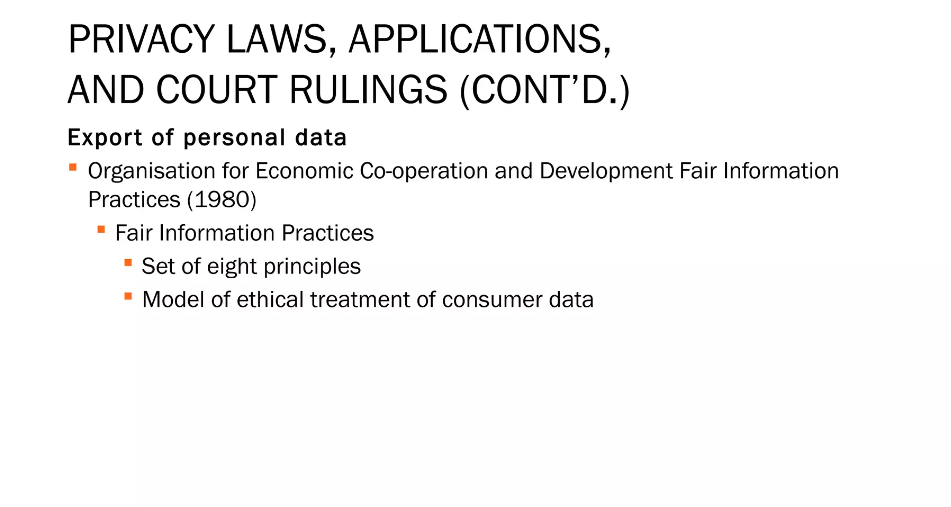 PRIVACY LAWS, APPLICATIONS,
AND COURT RULINGS (CONT'D.)
Export of personal data
Organisation for Economic Co-operation and Development Fair Information
Practices (1980)
Fair Information Practices
Set of eight principles
Model of ethical treatment of consumer data